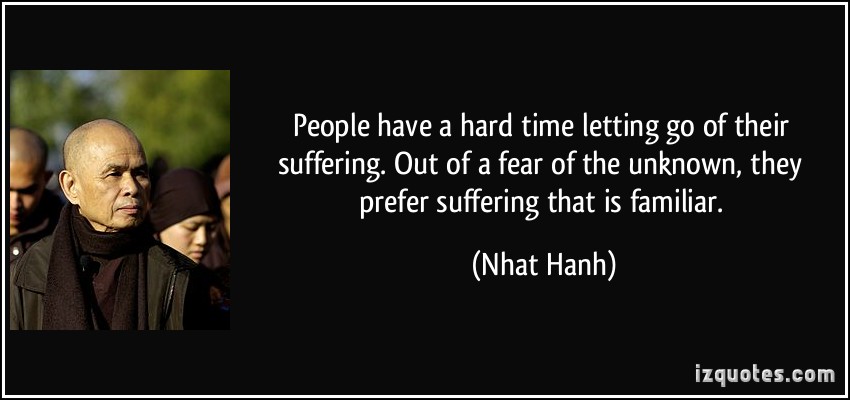 People have a hard time letting go of their
suffering. Out of a fear of the unknown, they
prefer suffering that is familiar.
(Nhat Hanh)
izquotes.com